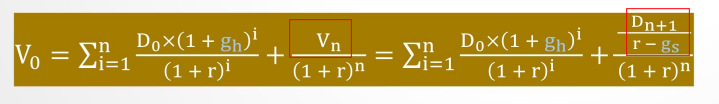 V₀ = ∑ⁿᵢ₌₁ D₀×(1 + gₕ)ⁱ / (1 + r)ⁱ + Vₙ / (1 + r)ⁿ = ∑ⁿᵢ₌₁ D₀×(1 + gₕ)ⁱ / (1 + r)ⁱ + (Dₙ₊₁ / (r − gₛ)) / (1 + r)ⁿ